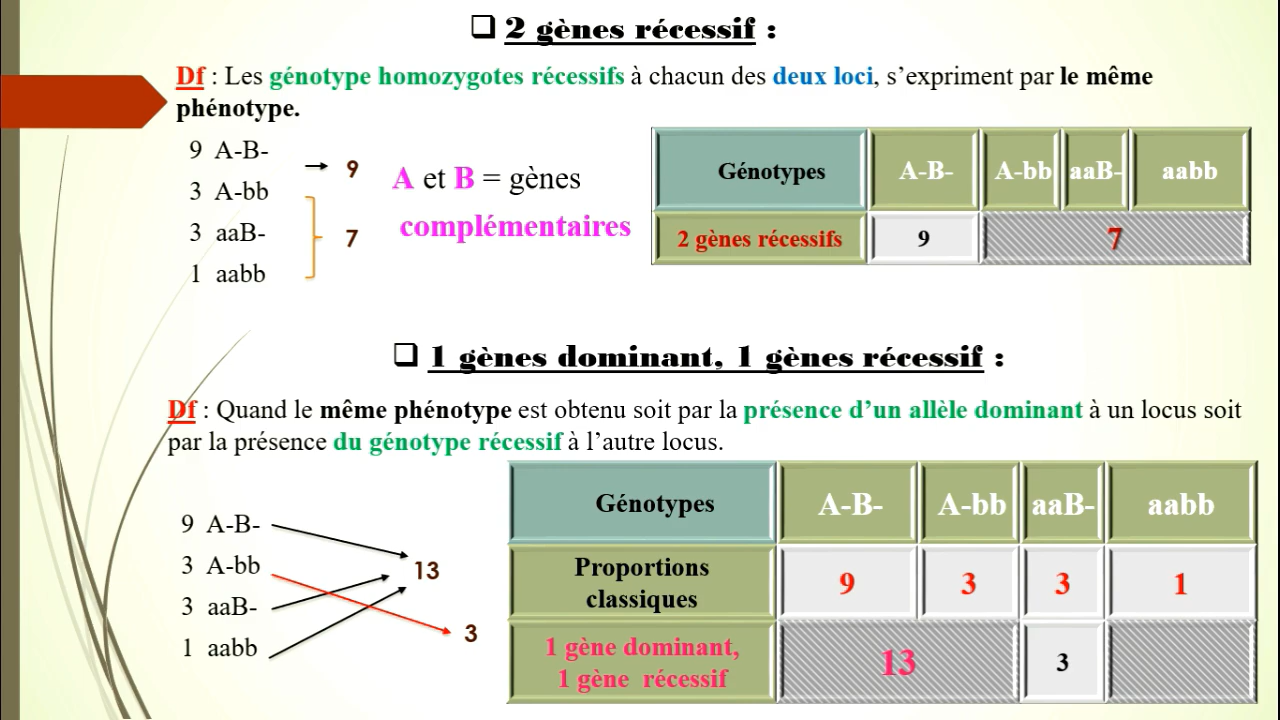 ❑ 2 gènes récessif :
Df : Les génotype homozygotes récessifs à chacun des deux loci, s’expriment par le même
phénotype.
9 A-B-
3 A-bb
3 aaB-
1 aabb
9
7
A et B = gènes
complémentaires
Génotypes A-B- A-bb aaB- aabb
2 gènes récessifs 9 7
❑ 1 gènes dominant, 1 gènes récessif :
Df : Quand le même phénotype est obtenu soit par la présence d’un allèle dominant à un locus soit
par la présence du génotype récessif à l’autre locus.
9 A-B-
3 A-bb
3 aaB-
1 aabb
13
3
Génotypes A-B- A-bb aaB- aabb
Proportions
classiques 9 3 3 1
1 gène dominant,
1 gène récessif 13 3